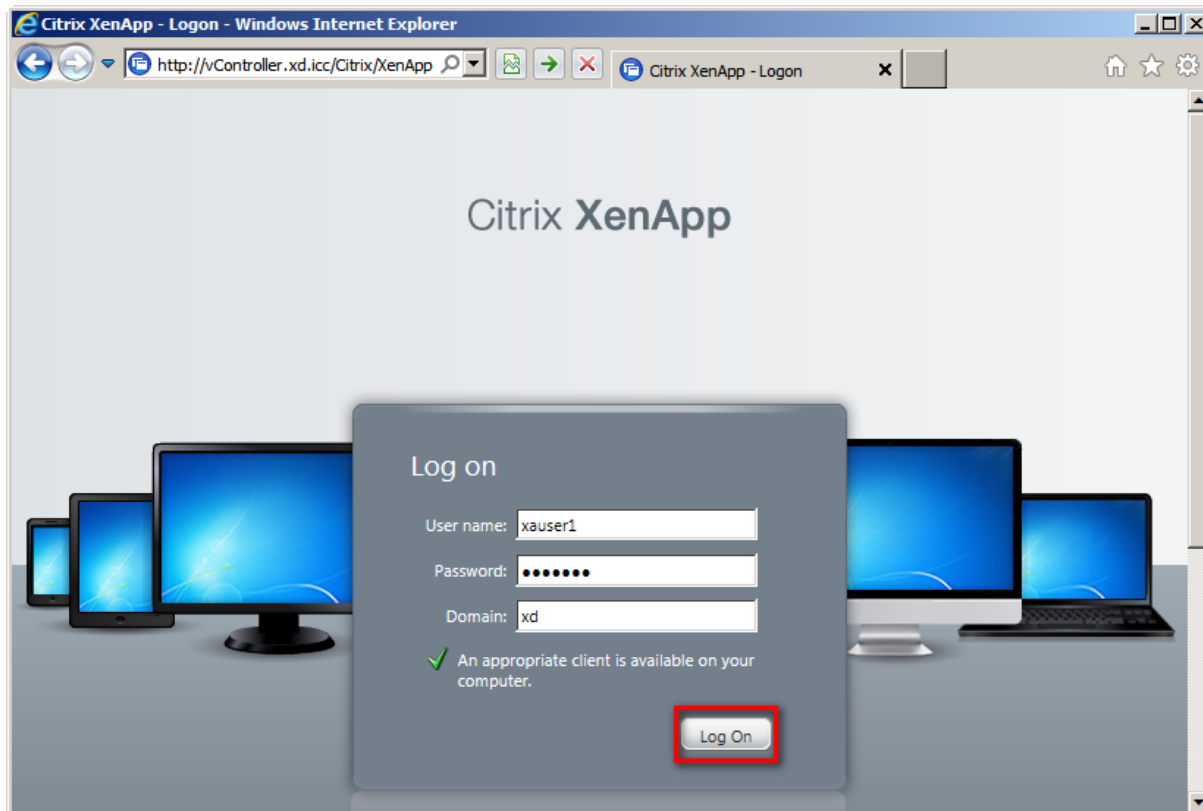 Citrix XenApp - Logon - Windows Internet Explorer
http://vController.xd.icc/Citrix/XenApp
Citrix XenApp - Logon
Citrix XenApp
Log on
User name: xauser1
Password: ●●●●●●●
Domain: xd
An appropriate client is available on your
computer.
Log On